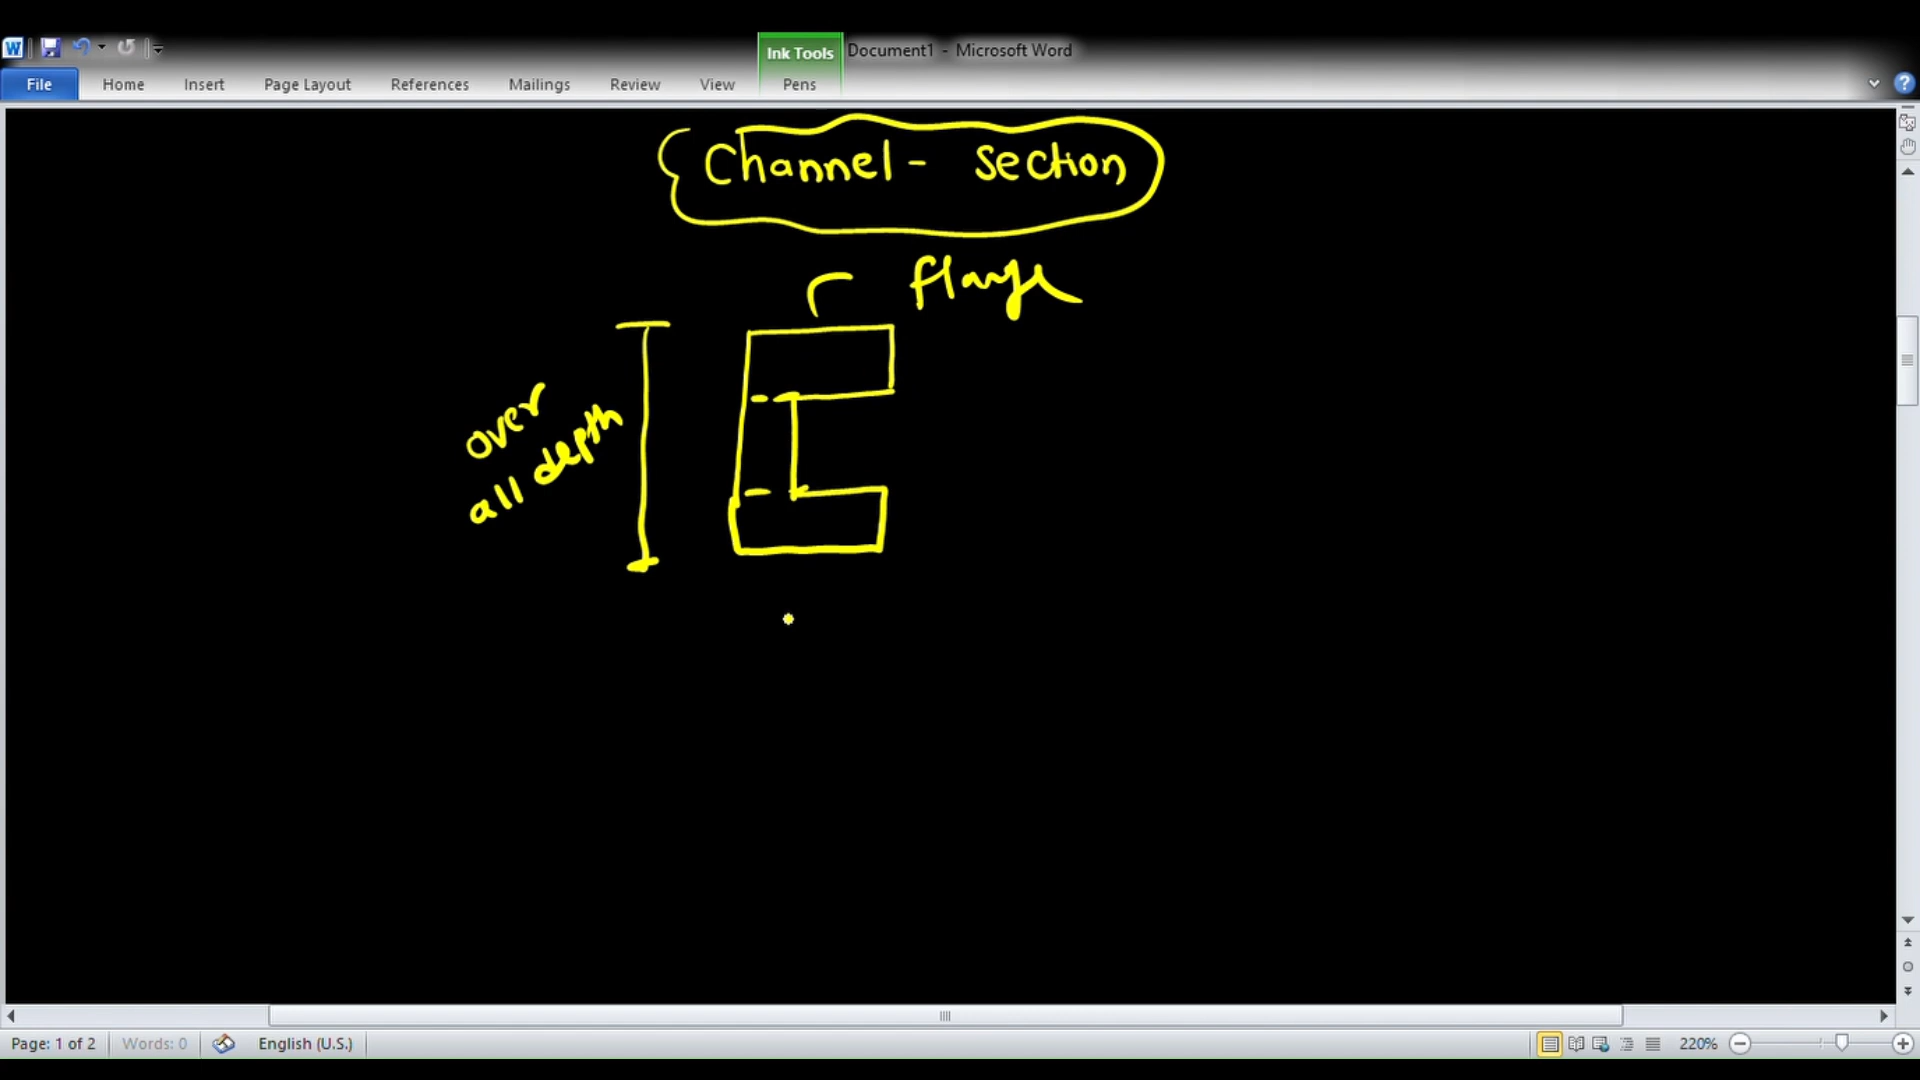 Ink Tools
Document1 - Microsoft Word
File Home Insert Page Layout References Mailings Review View Pens
Channel - Section
flange
over
all depth
Page: 1 of 2 Words: 0 English (U.S.) 220%